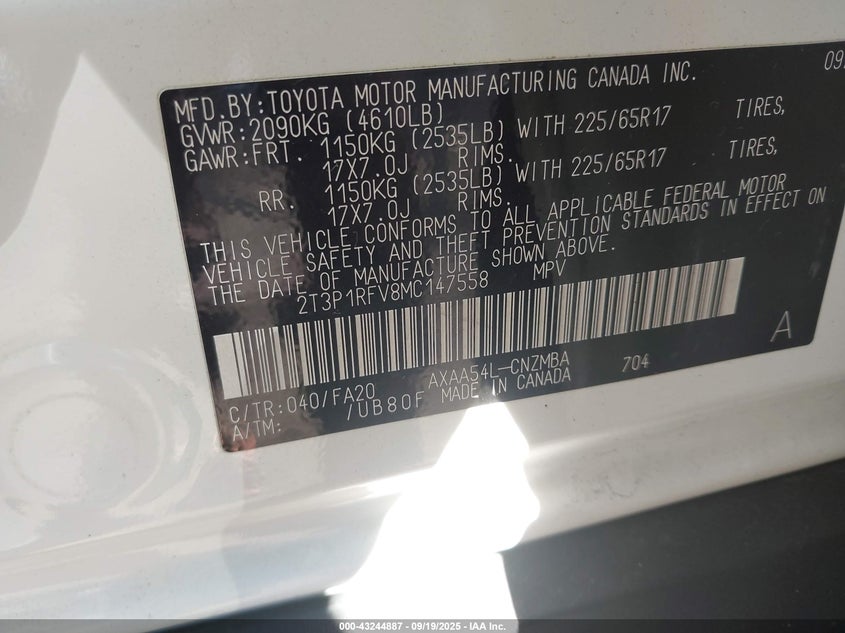 09
MFD.BY:TOYOTA MOTOR MANUFACTURING CANADA INC.
GVWR:2090KG (4610LB)
GAWR:FRT. 1150KG (2535LB) WITH 225/65R17 TIRES,
17X7.0J RIMS.
RR. 1150KG (2535LB) WITH 225/65R17 TIRES,
17X7.0J RIMS.
THIS VEHICLE CONFORMS TO ALL APPLICABLE FEDERAL MOTOR
VEHICLE SAFETY AND THEFT PREVENTION STANDARDS IN EFFECT ON
THE DATE OF MANUFACTURE SHOWN ABOVE.
2T3P1RFV8MC147558 MPV
A
C/TR:040/FA20 AXAA54L-CNZMBA 704
A/TM: /UB80F MADE IN CANADA
000-43244887 - 09/19/2025 - IAA Inc.